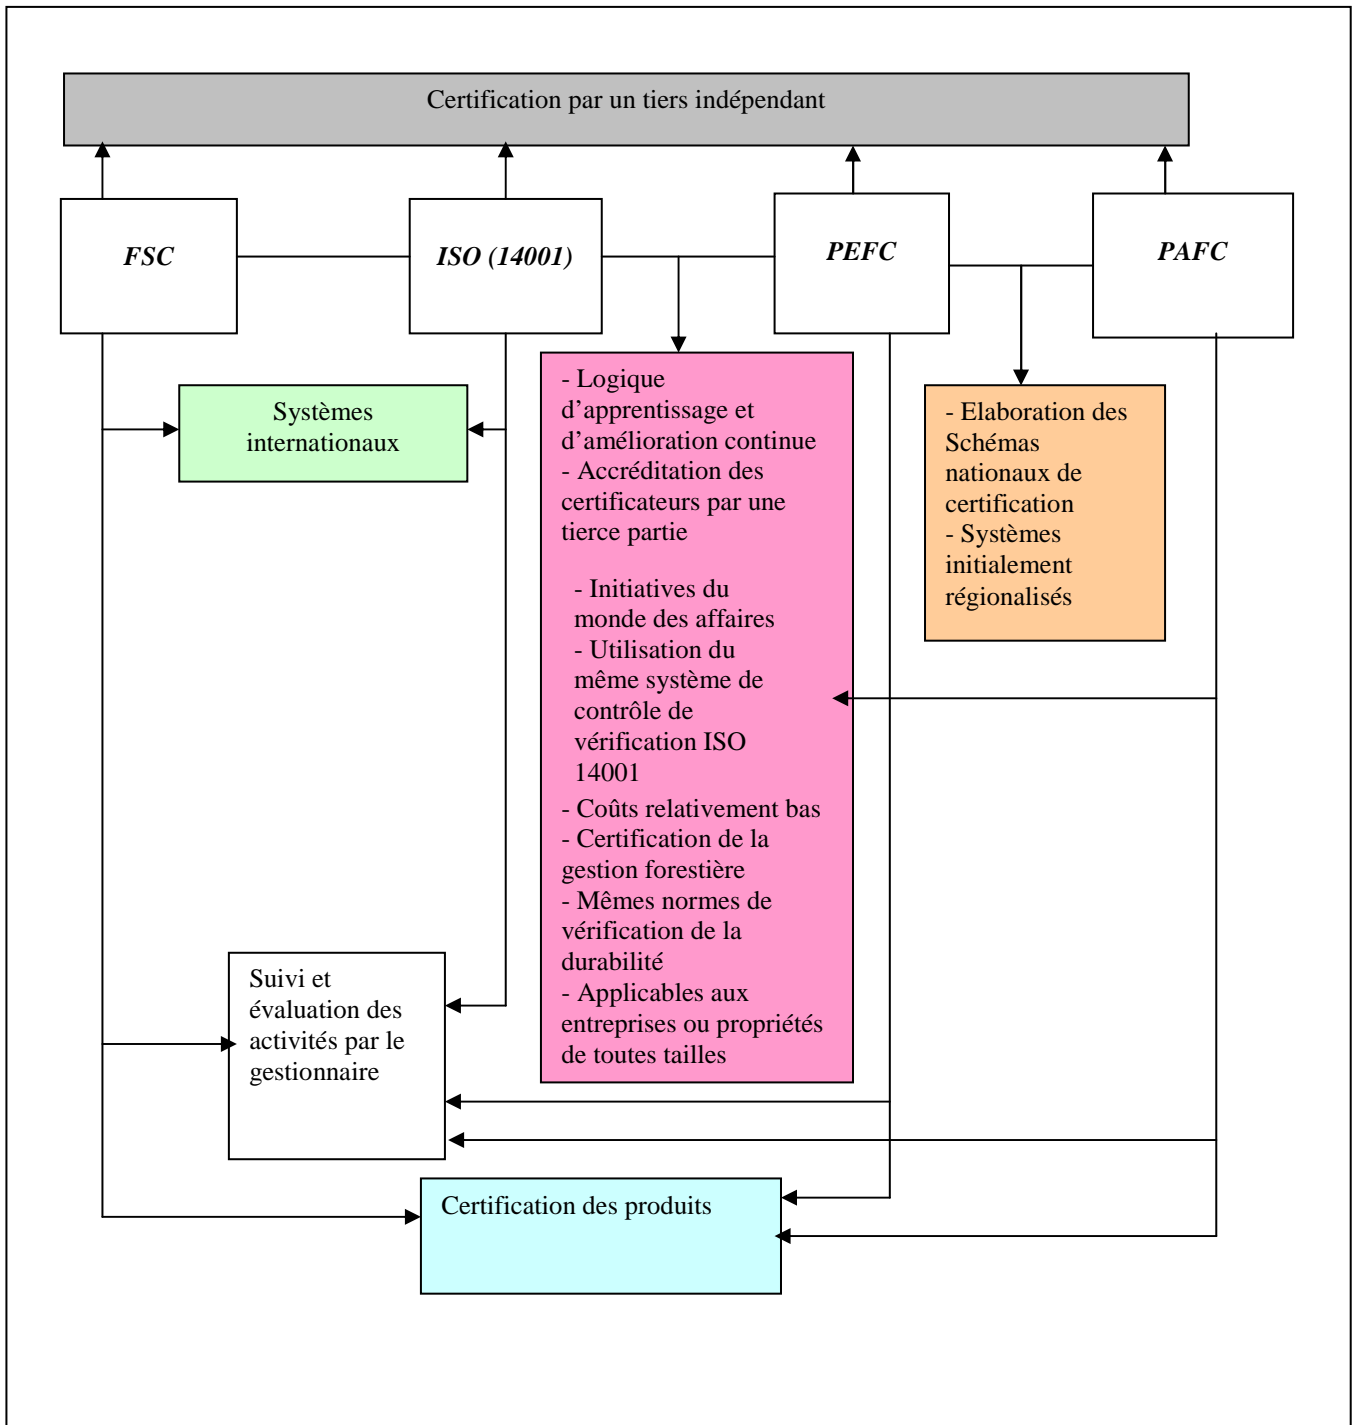 Certification par un tiers indépendant
FSC
ISO (14001)
PEFC
PAFC
Systèmes
internationaux
- Logique
d’apprentissage et
d’amélioration continue
- Accréditation des
certificateurs par une
tierce partie
- Initiatives du
monde des affaires
- Utilisation du
même système de
contrôle de
vérification ISO
14001
- Coûts relativement bas
- Certification de la
gestion forestière
- Mêmes normes de
vérification de la
durabilité
- Applicables aux
entreprises ou propriétés
de toutes tailles
- Elaboration des
Schémas
nationaux de
certification
- Systèmes
initialement
régionalisés
Suivi et
évaluation des
activités par le
gestionnaire
Certification des produits